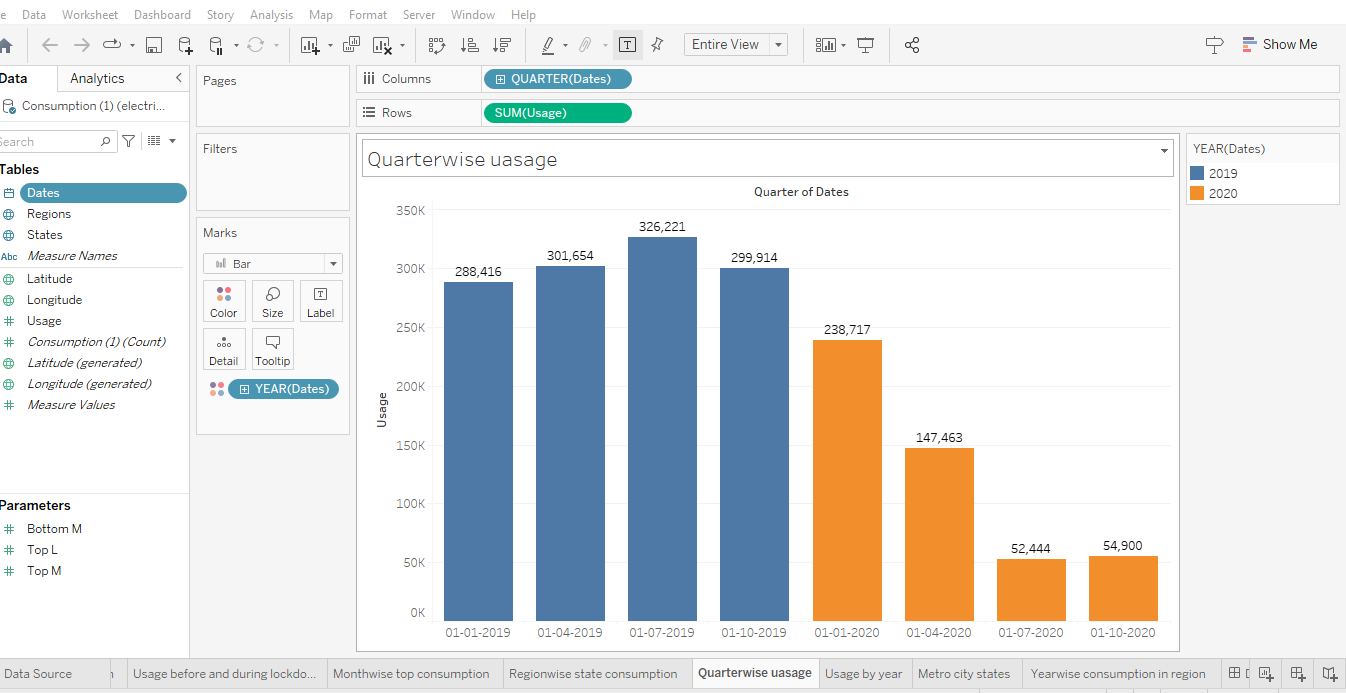 e Data Worksheet Dashboard Story Analysis Map Format Server Window Help
Entire View
Show Me
Data Analytics
Consumption (1) (electri...
Search
Tables
Dates
Regions
States
Abc Measure Names
Latitude
Longitude
Usage
Consumption (1) (Count)
Latitude (generated)
Longitude (generated)
Measure Values
Parameters
Bottom M
Top L
Top M
Pages
Filters
Marks
Bar
Color Size Label
Detail Tooltip
YEAR(Dates)
Columns QUARTER(Dates)
Rows SUM(Usage)
Quarterwise uasage
Quarter of Dates
350K
300K
250K
200K
150K
100K
50K
0K
Usage
288,416
301,654
326,221
299,914
238,717
147,463
52,444
54,900
01-01-2019 01-04-2019 01-07-2019 01-10-2019 01-01-2020 01-04-2020 01-07-2020 01-10-2020
YEAR(Dates)
2019
2020
Data Source Usage before and during lockdo... Monthwise top consumption Regionwise state consumption Quarterwise uasage Usage by year Metro city states Yearwise consumption in region